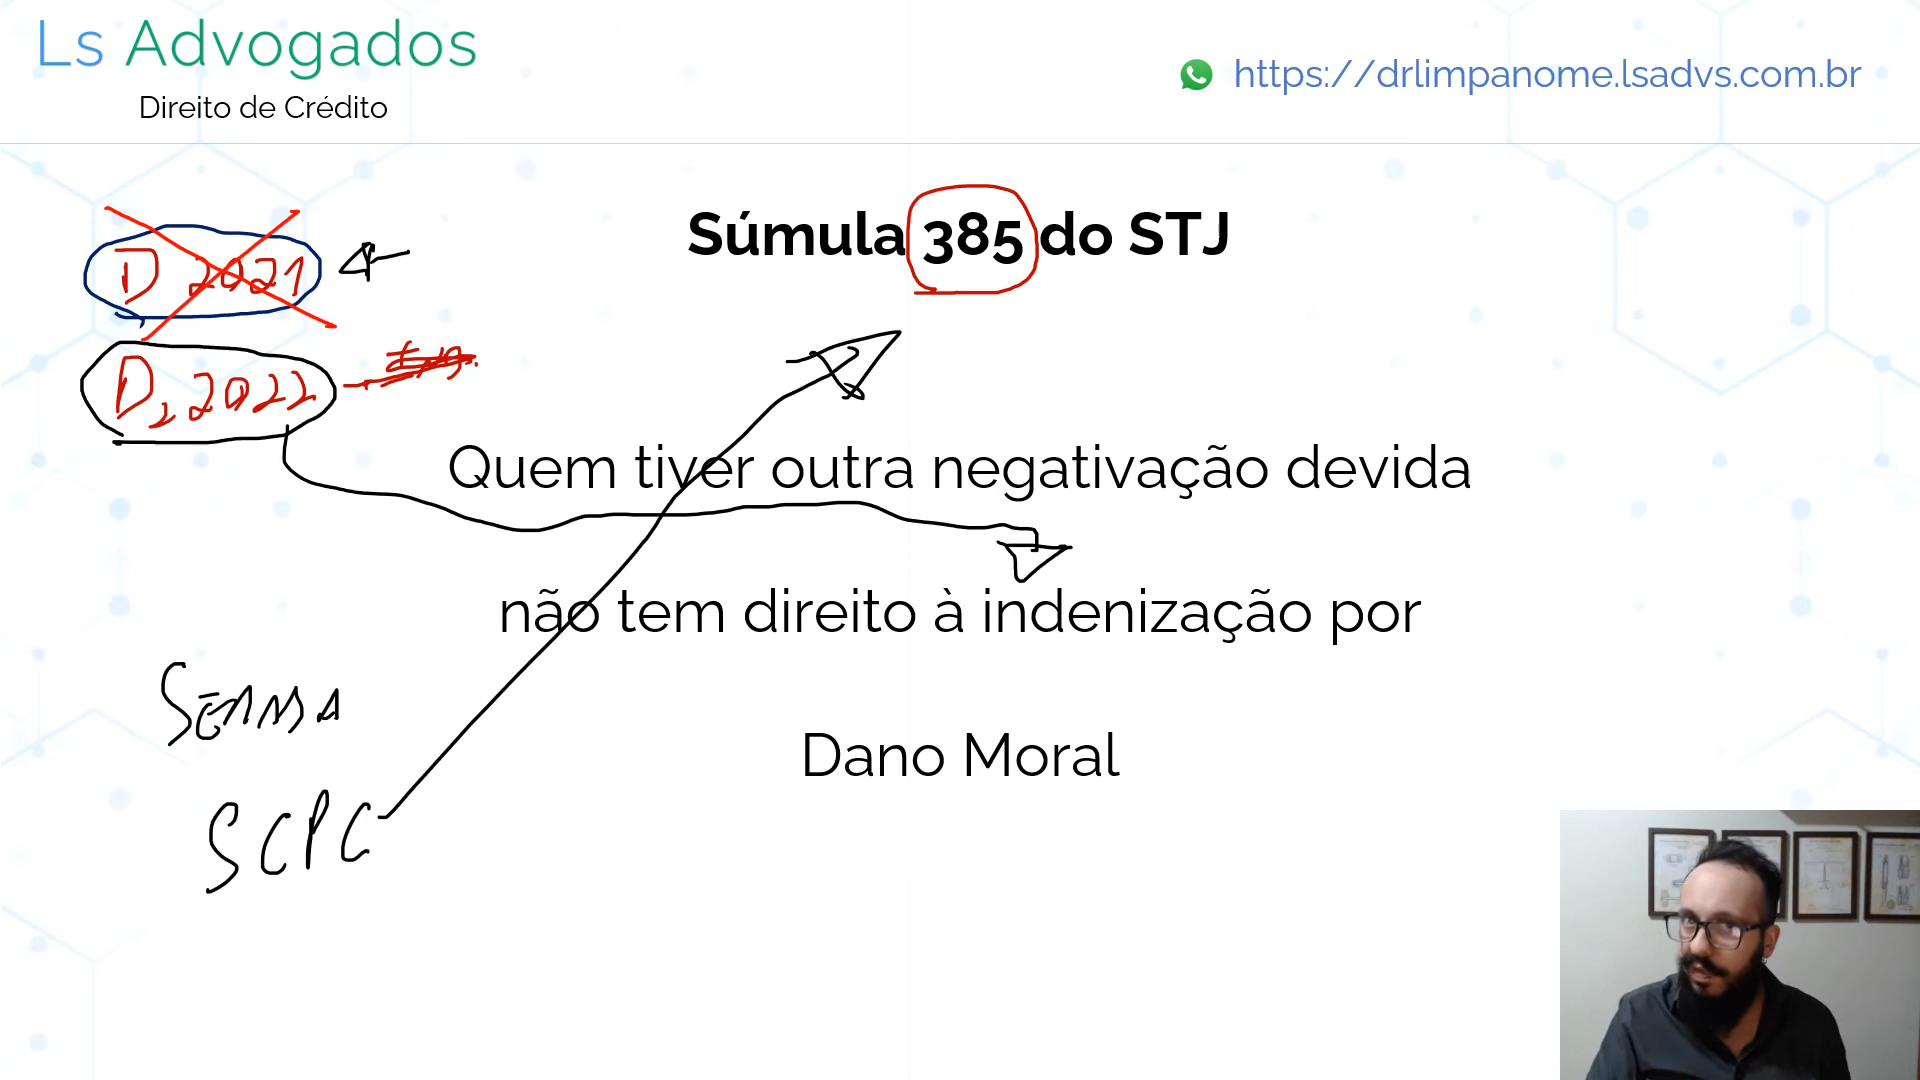 Ls Advogados
Direito de Crédito
https://drlimpanome.lsadvs.com.br
Súmula 385 do STJ
D 2021
D2 2022
Quem tiver outra negativação devida
não tem direito à indenização por
Dano Moral
SERASA
SCPC